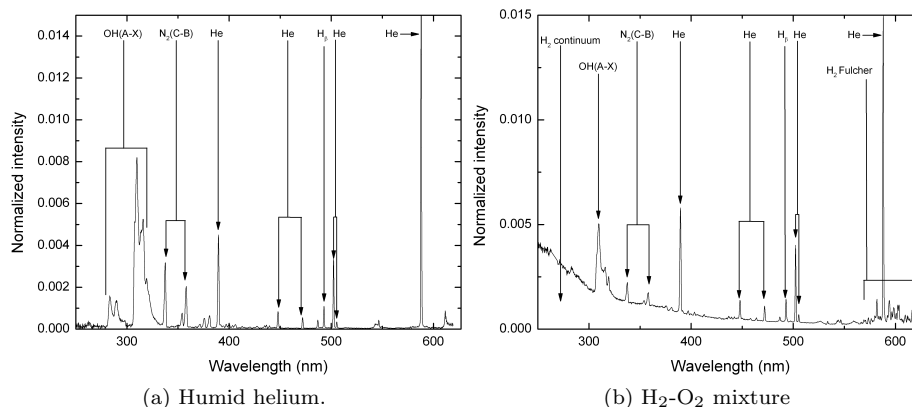 0.014
0.012
0.010
0.008
0.006
0.004
0.002
0.000
Normalized intensity
OH(A-X)
N₂(C-B)
He
He
Hᵦ
He
He
300
400
500
600
Wavelength (nm)
(a) Humid helium.
0.015
0.010
0.005
0.000
Normalized intensity
H₂ continuum
OH(A-X)
N₂(C-B)
He
He
Hᵦ
He
He
H₂ Fulcher
300
400
500
600
Wavelength (nm)
(b) H₂-O₂ mixture